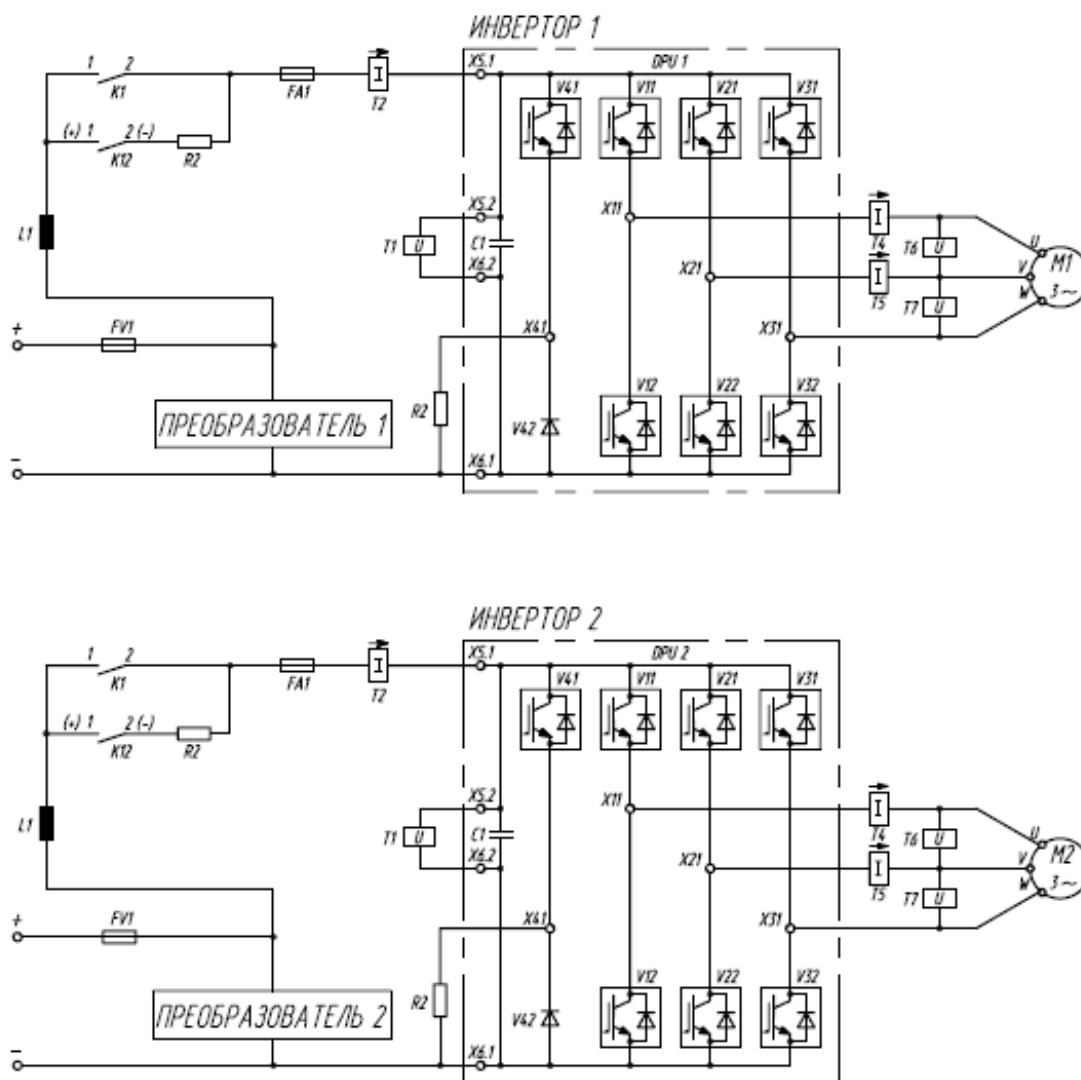 ИНВЕРТОР 1
1 2 X5.1 DPU 1
K1 FA1 T2 V41 V11 V21 V31
(+) 1 2 (-)
K12 R2
X5.2 X11
L1 T1 U C1 T4 T6 U U
X6.2 X21 V M1
T5 T7 U W 3~
+ FV1 X41 X31
ПРЕОБРАЗОВАТЕЛЬ 1 R2 V42 V12 V22 V32
- X6.1
ИНВЕРТОР 2
1 2 X5.1 DPU 2
K1 FA1 T2 V41 V11 V21 V31
(+) 1 2 (-)
K12 R2
X5.2 X11
L1 T1 U C1 T4 T6 U U
X6.2 X21 V M2
T5 T7 U W 3~
+ FV1 X41 X31
ПРЕОБРАЗОВАТЕЛЬ 2 R2 V42 V12 V22 V32
- X6.1